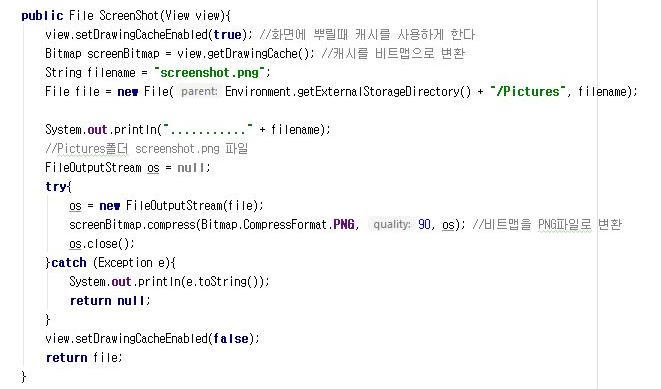 public File ScreenShot(View view){
view.setDrawingCacheEnabled(true); //화면에 뿌릴때 캐시를 사용하게 한다
Bitmap screenBitmap = view.getDrawingCache(); //캐시를 비트맵으로 변환
String filename = "screenshot.png";
File file = new File( parent: Environment.getExternalStorageDirectory() + "/Pictures", filename);
System.out.println("..........." + filename);
//Pictures폴더 screenshot.png 파일
FileOutputStream os = null;
try{
os = new FileOutputStream(file);
screenBitmap.compress(Bitmap.CompressFormat.PNG, quality: 90, os); //비트맵을 PNG파일로 변환
os.close();
}catch (Exception e){
System.out.println(e.toString());
return null;
}
view.setDrawingCacheEnabled(false);
return file;
}